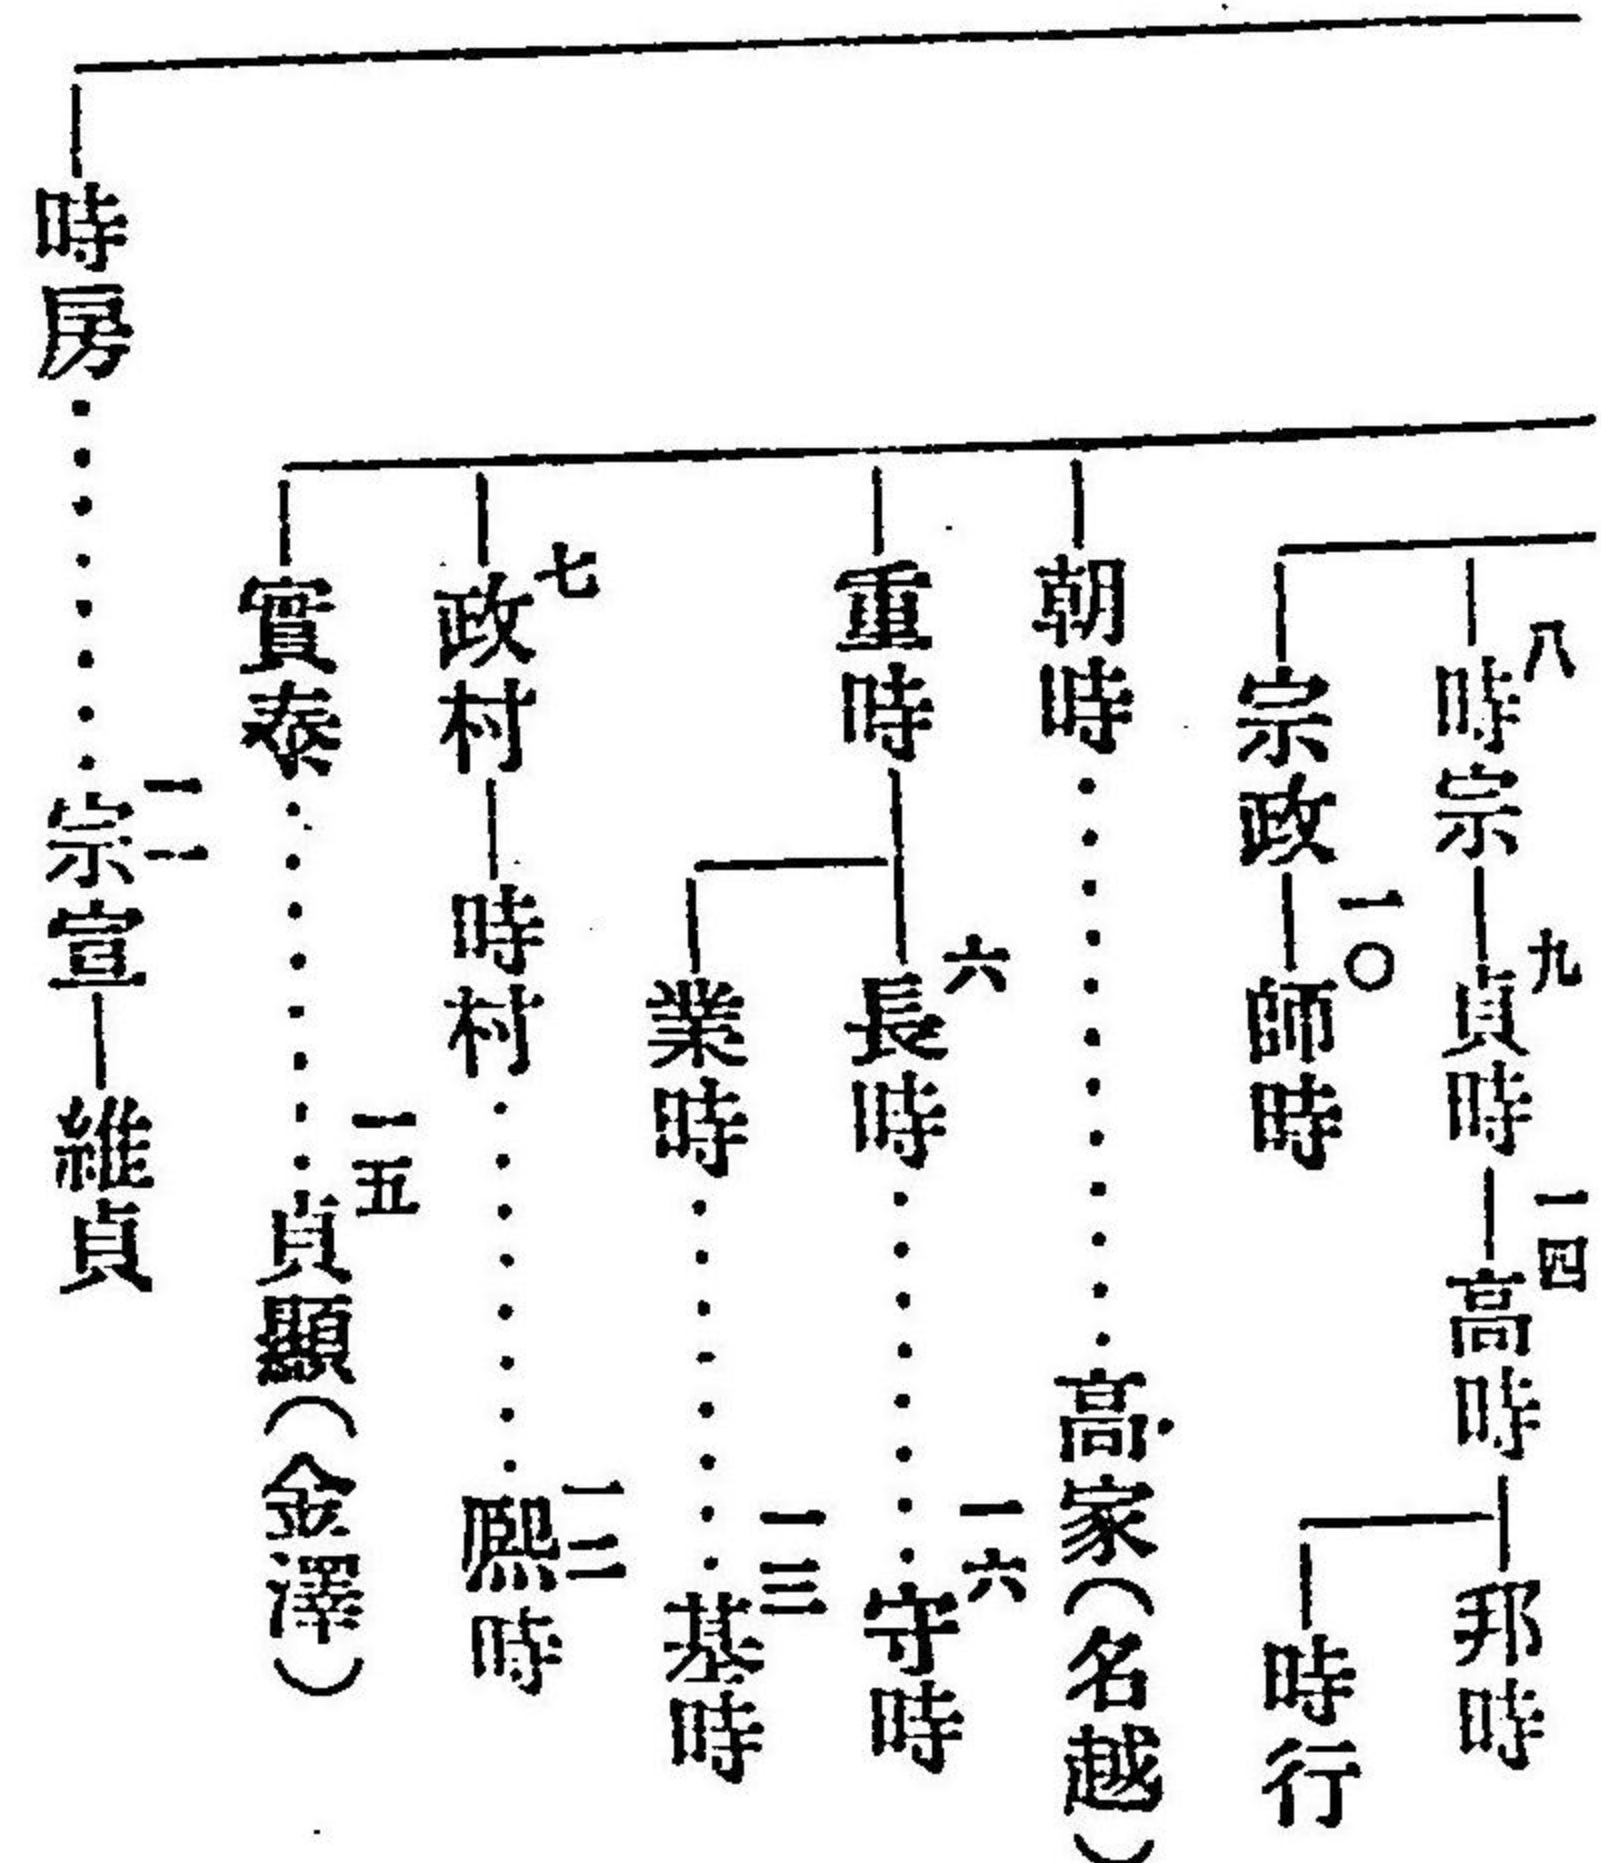 八
時宗
九
貞時
一四
高時
邦時
時行
宗政
一〇
師時
朝時
高家(名越)
重時
六
長時
一六
守時
業時
一三
基時
七
政村
時村
一二
熙時
實泰
一五
貞顯(金澤)
時房
一一
宗宣
維貞